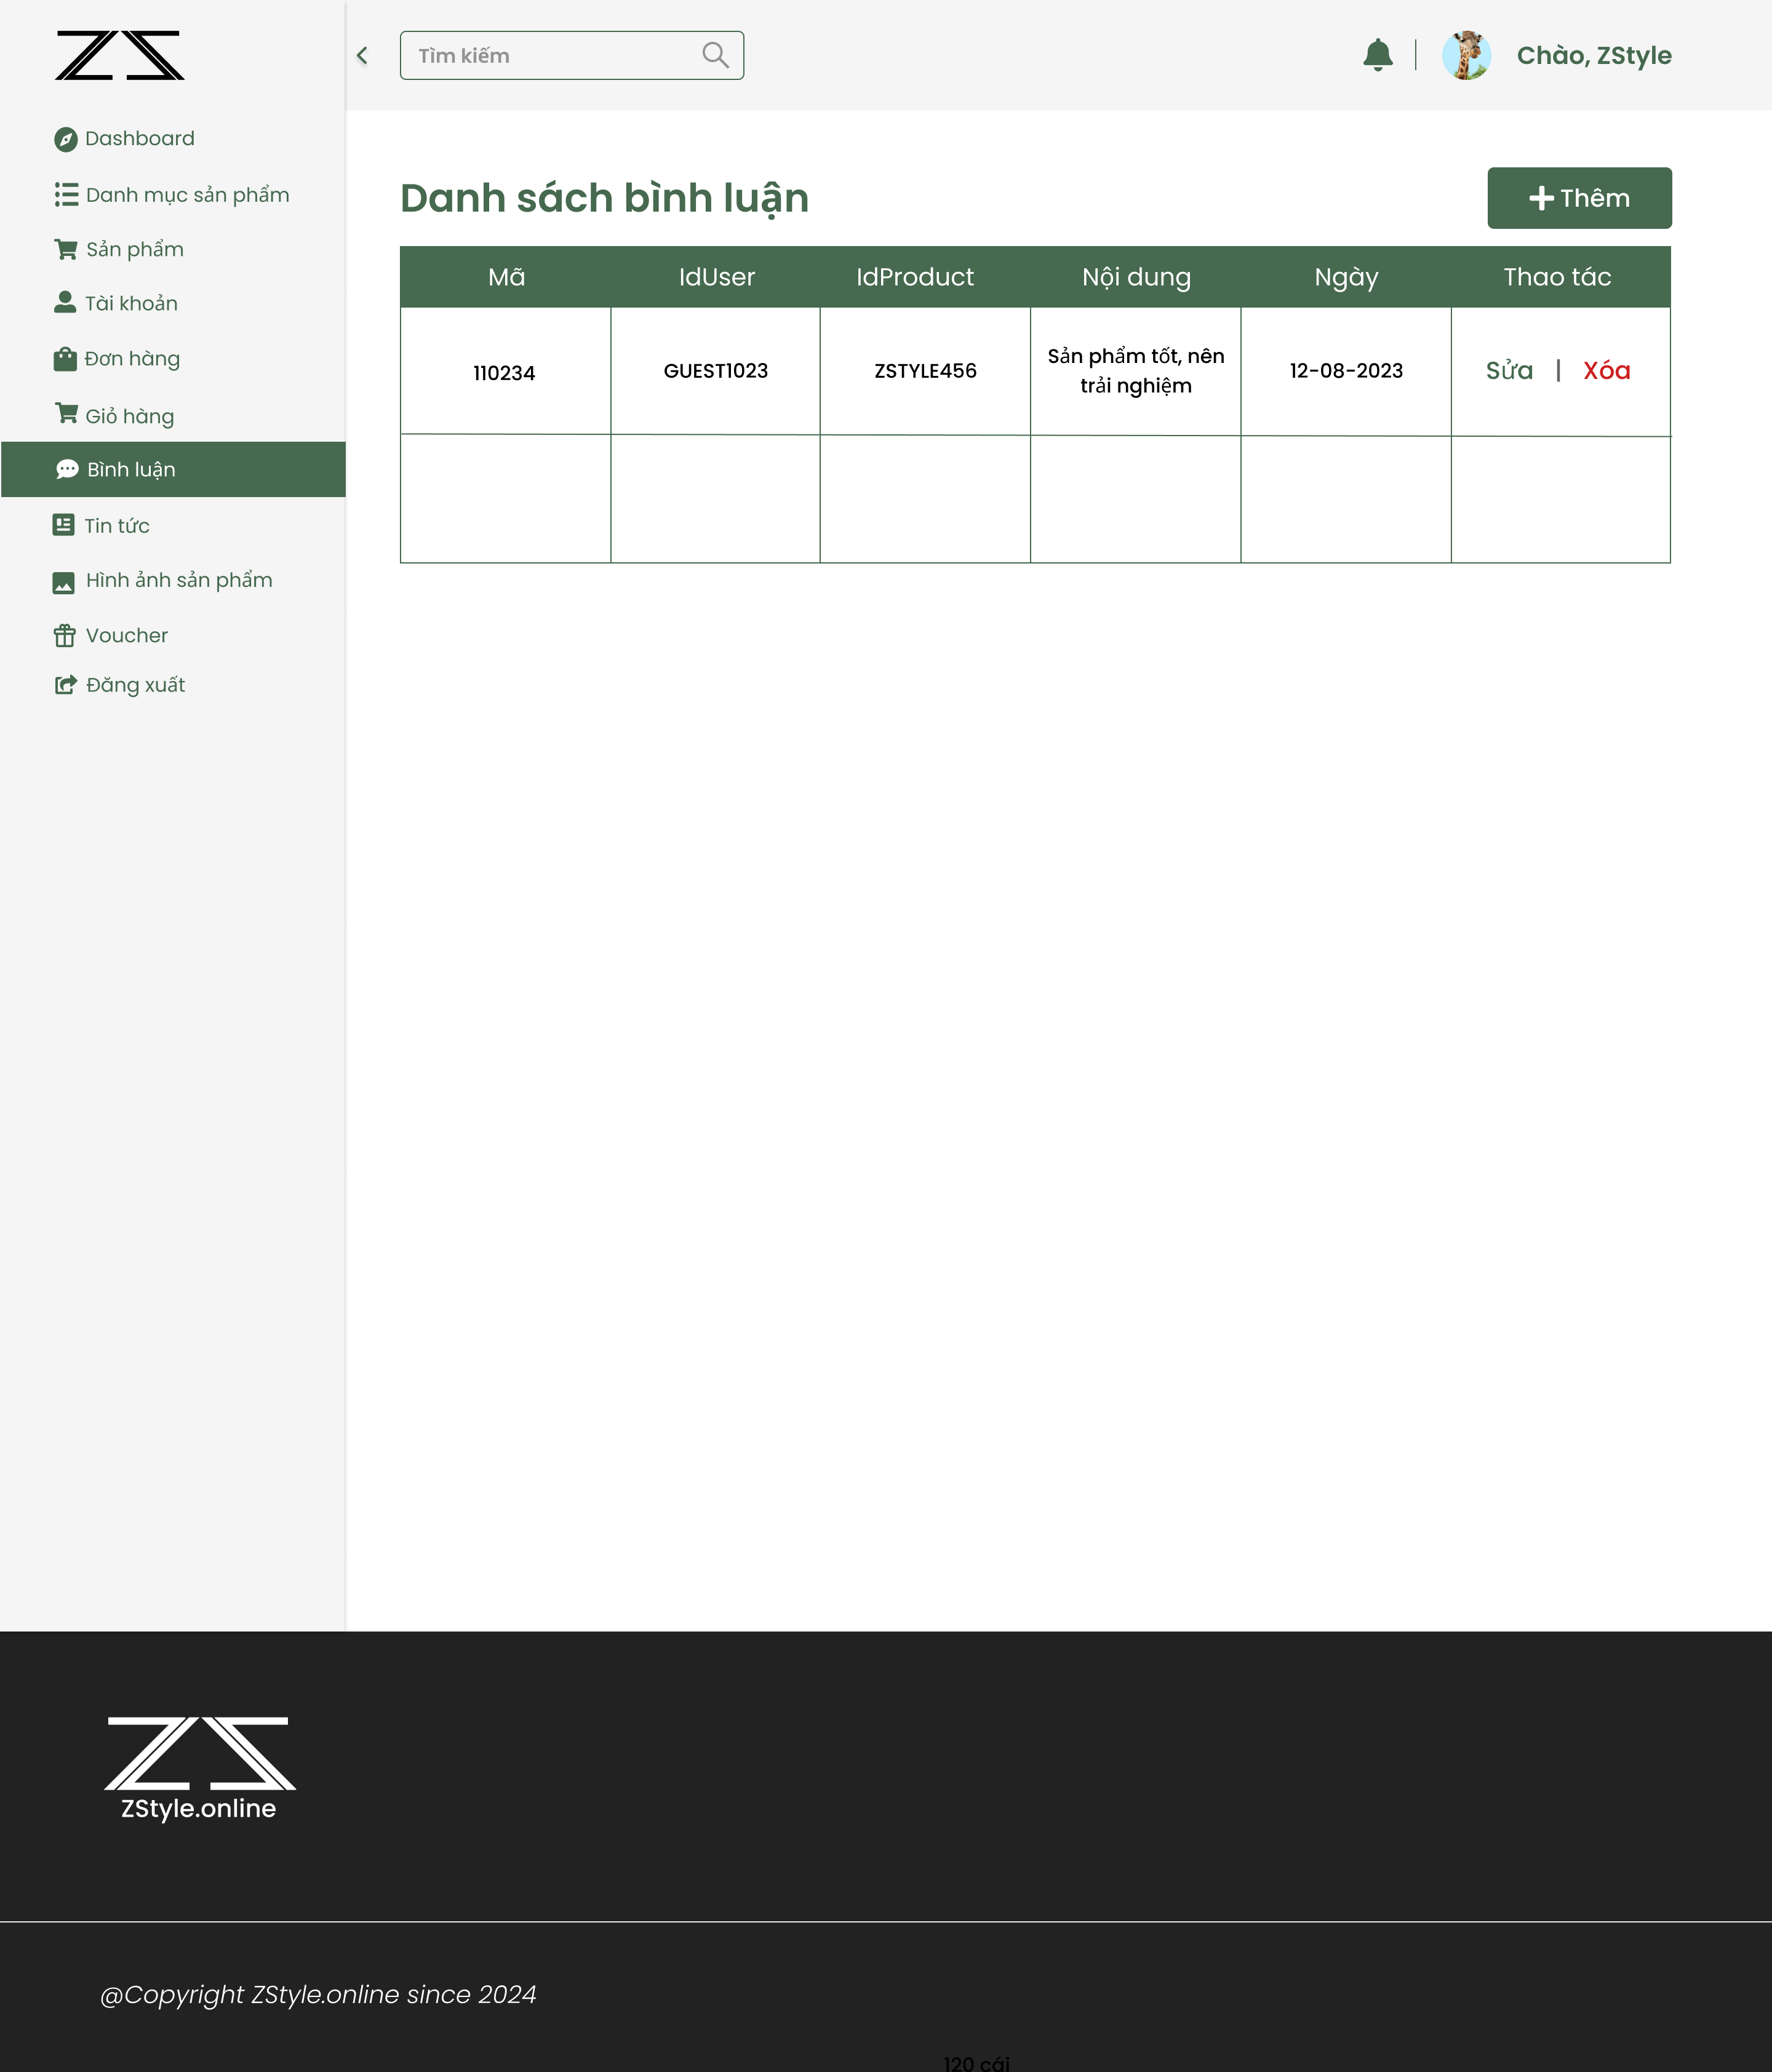 ZS
Tìm kiếm
Chào, ZStyle
Dashboard
Danh mục sản phẩm
Sản phẩm
Tài khoản
Đơn hàng
Giỏ hàng
Bình luận
Tin tức
Hình ảnh sản phẩm
Voucher
Đăng xuất
Danh sách bình luận
Thêm
Mã IdUser IdProduct Nội dung Ngày Thao tác
110234 GUEST1023 ZSTYLE456 Sản phẩm tốt, nên
trải nghiệm
12-08-2023 Sửa | Xóa
ZS
ZStyle.online
@Copyright ZStyle.online since 2024
120 cái